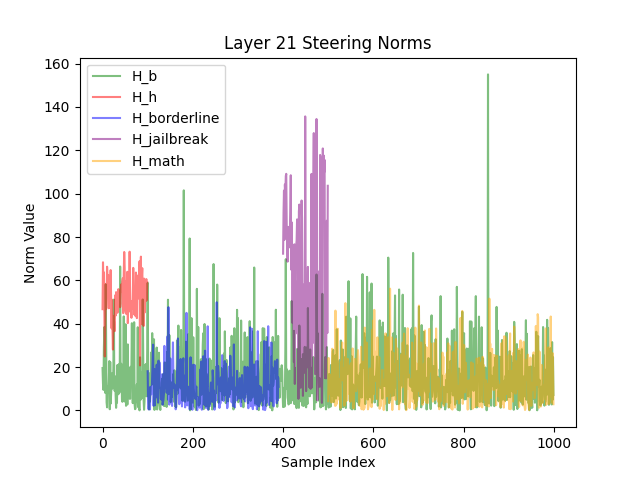 Layer 21 Steering Norms
160
140
120
100
80
60
40
20
0
Norm Value
H_b
H_h
H_borderline
H_jailbreak
H_math
0
200
400
600
800
1000
Sample Index